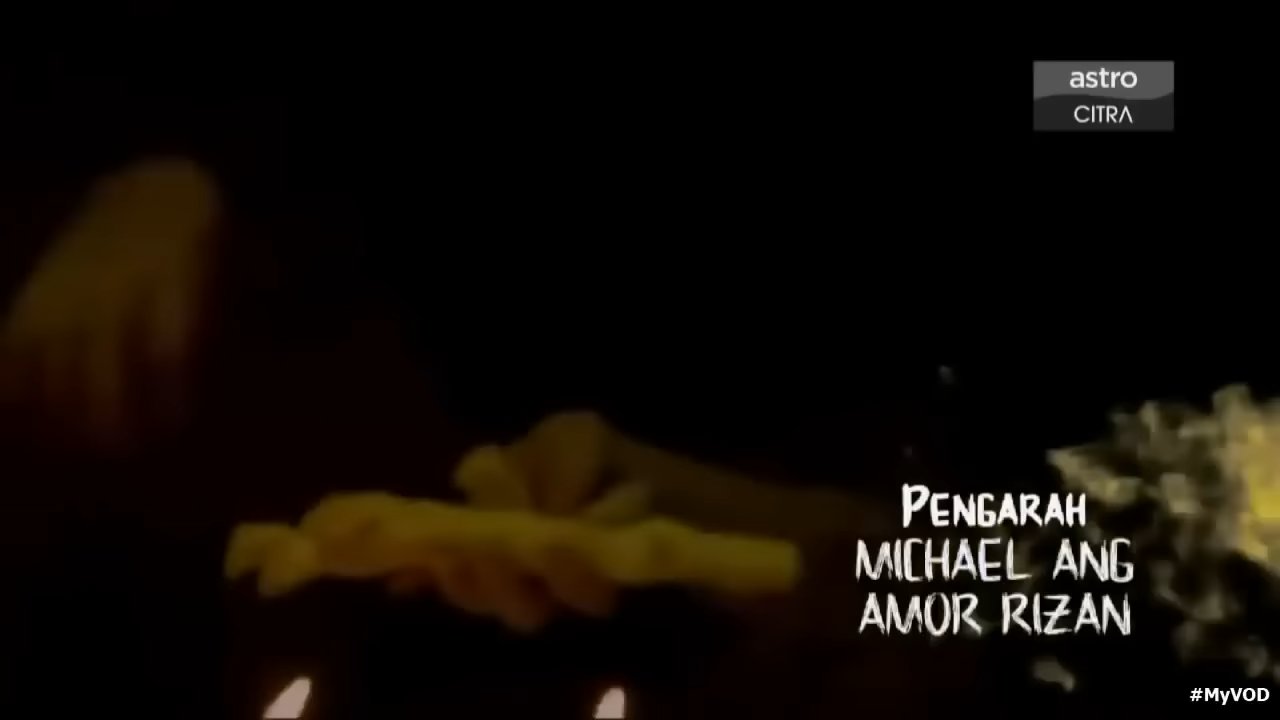 astro
CITRA
PENGARAH
MICHAEL ANG
AMOR RIZAN
#MyVOD